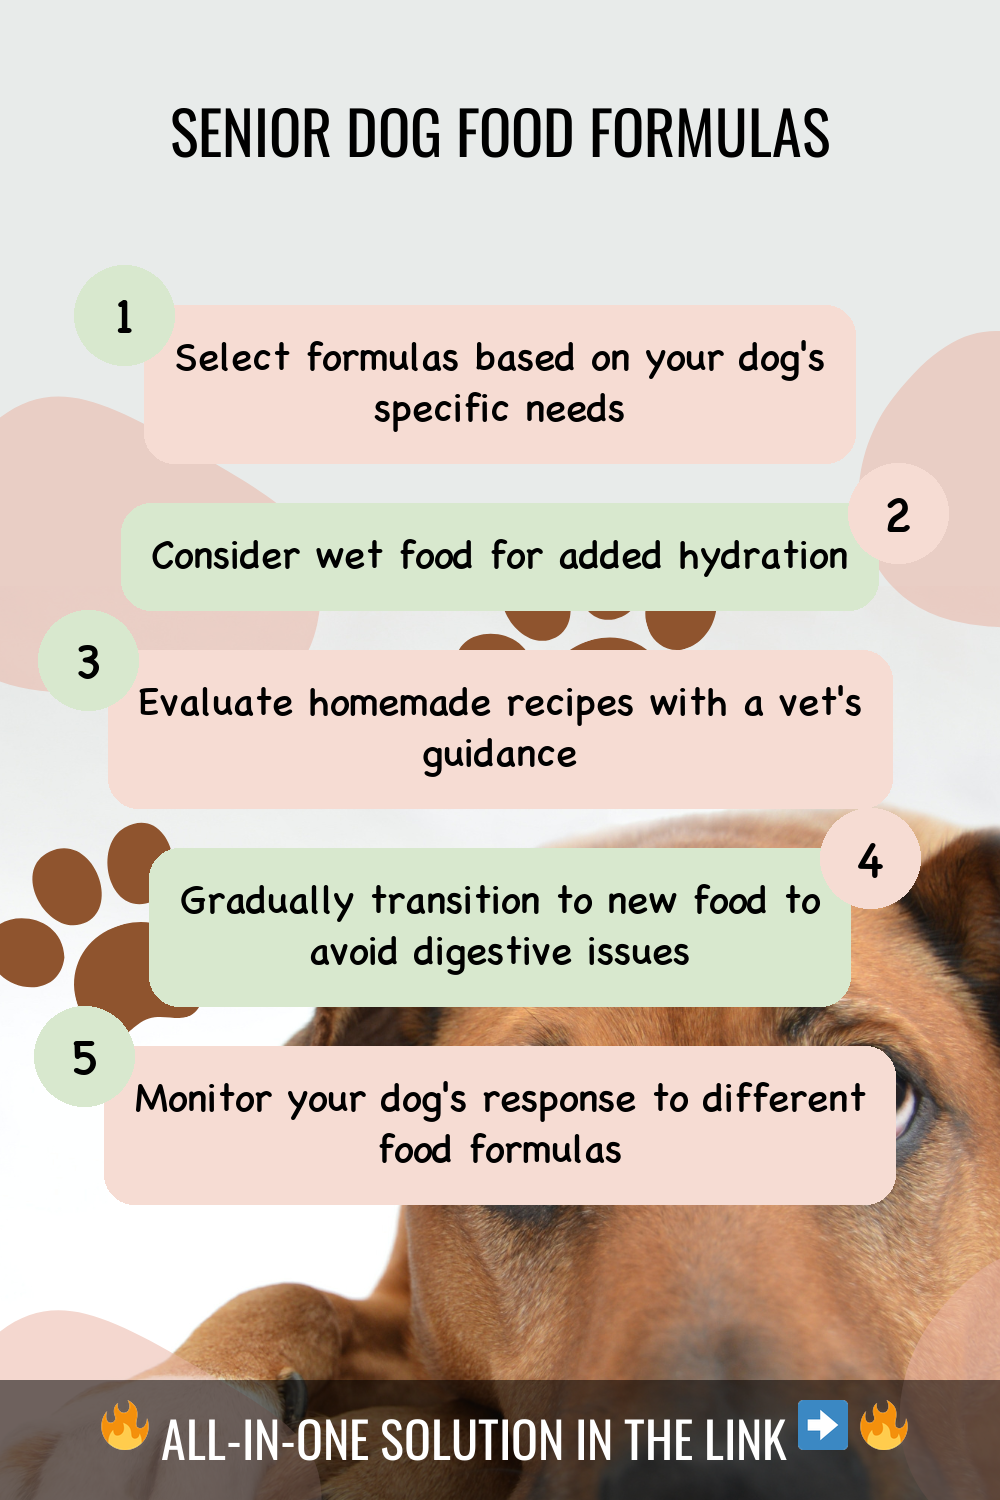 SENIOR DOG FOOD FORMULAS
1
Select formulas based on your dog's
specific needs
2
Consider wet food for added hydration
3
Evaluate homemade recipes with a vet's
guidance
4
Gradually transition to new food to
avoid digestive issues
5
Monitor your dog's response to different
food formulas
🔥 ALL-IN-ONE SOLUTION IN THE LINK ➡️ 🔥